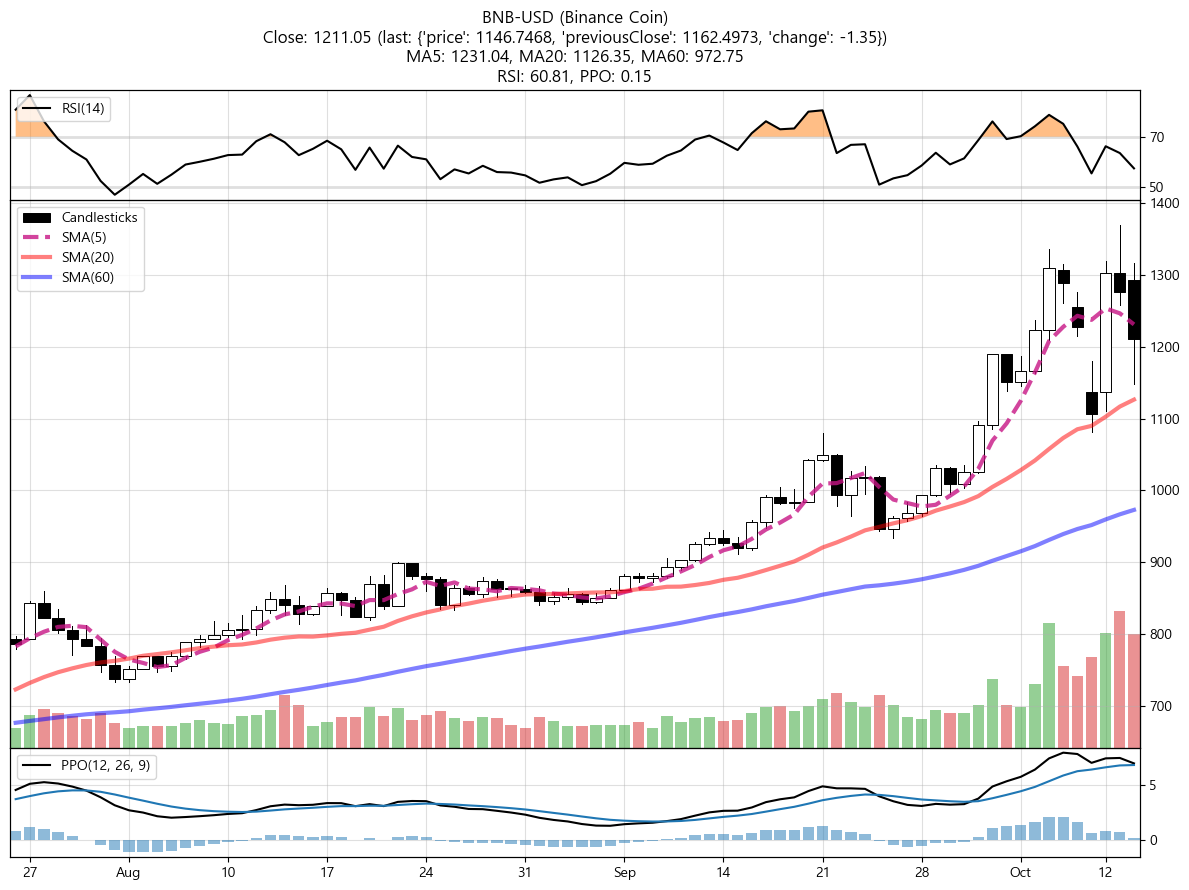 BNB-USD (Binance Coin)
Close: 1211.05 (last: {'price': 1146.7468, 'previousClose': 1162.4973, 'change': -1.35})
MA5: 1231.04, MA20: 1126.35, MA60: 972.75
RSI: 60.81, PPO: 0.15
RSI(14)
70
50
Candlesticks
SMA(5)
SMA(20)
SMA(60)
1400
1300
1200
1100
1000
900
800
700
PPO(12, 26, 9)
5
0
27 Aug 10 17 24 31 Sep 14 21 28 Oct 12